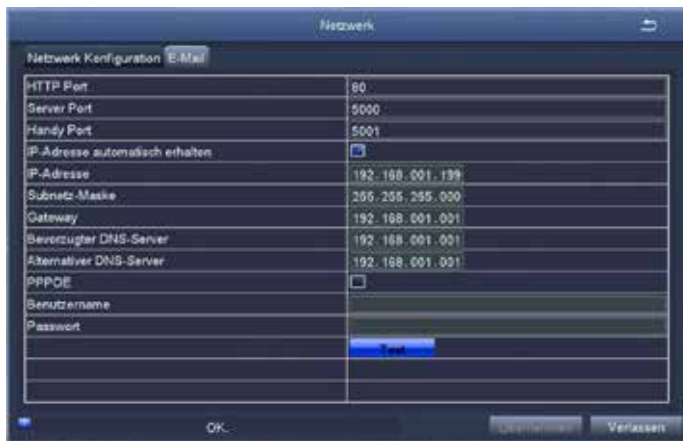 Netzwerk
Netzwerk Konfiguration E-Mail
HTTP Port 80
Server Port 5000
Handy Port 5001
IP-Adresse automatisch erhalten
IP-Adresse 192.168.001.139
Subnetz-Maske 255.255.255.000
Gateway 192.168.001.001
Bevorzugter DNS-Server 192.168.001.001
Alternativer DNS-Server 192.168.001.001
PPPOE
Benutzername
Passwort
Test
OK.
Übernehmen Verlassen